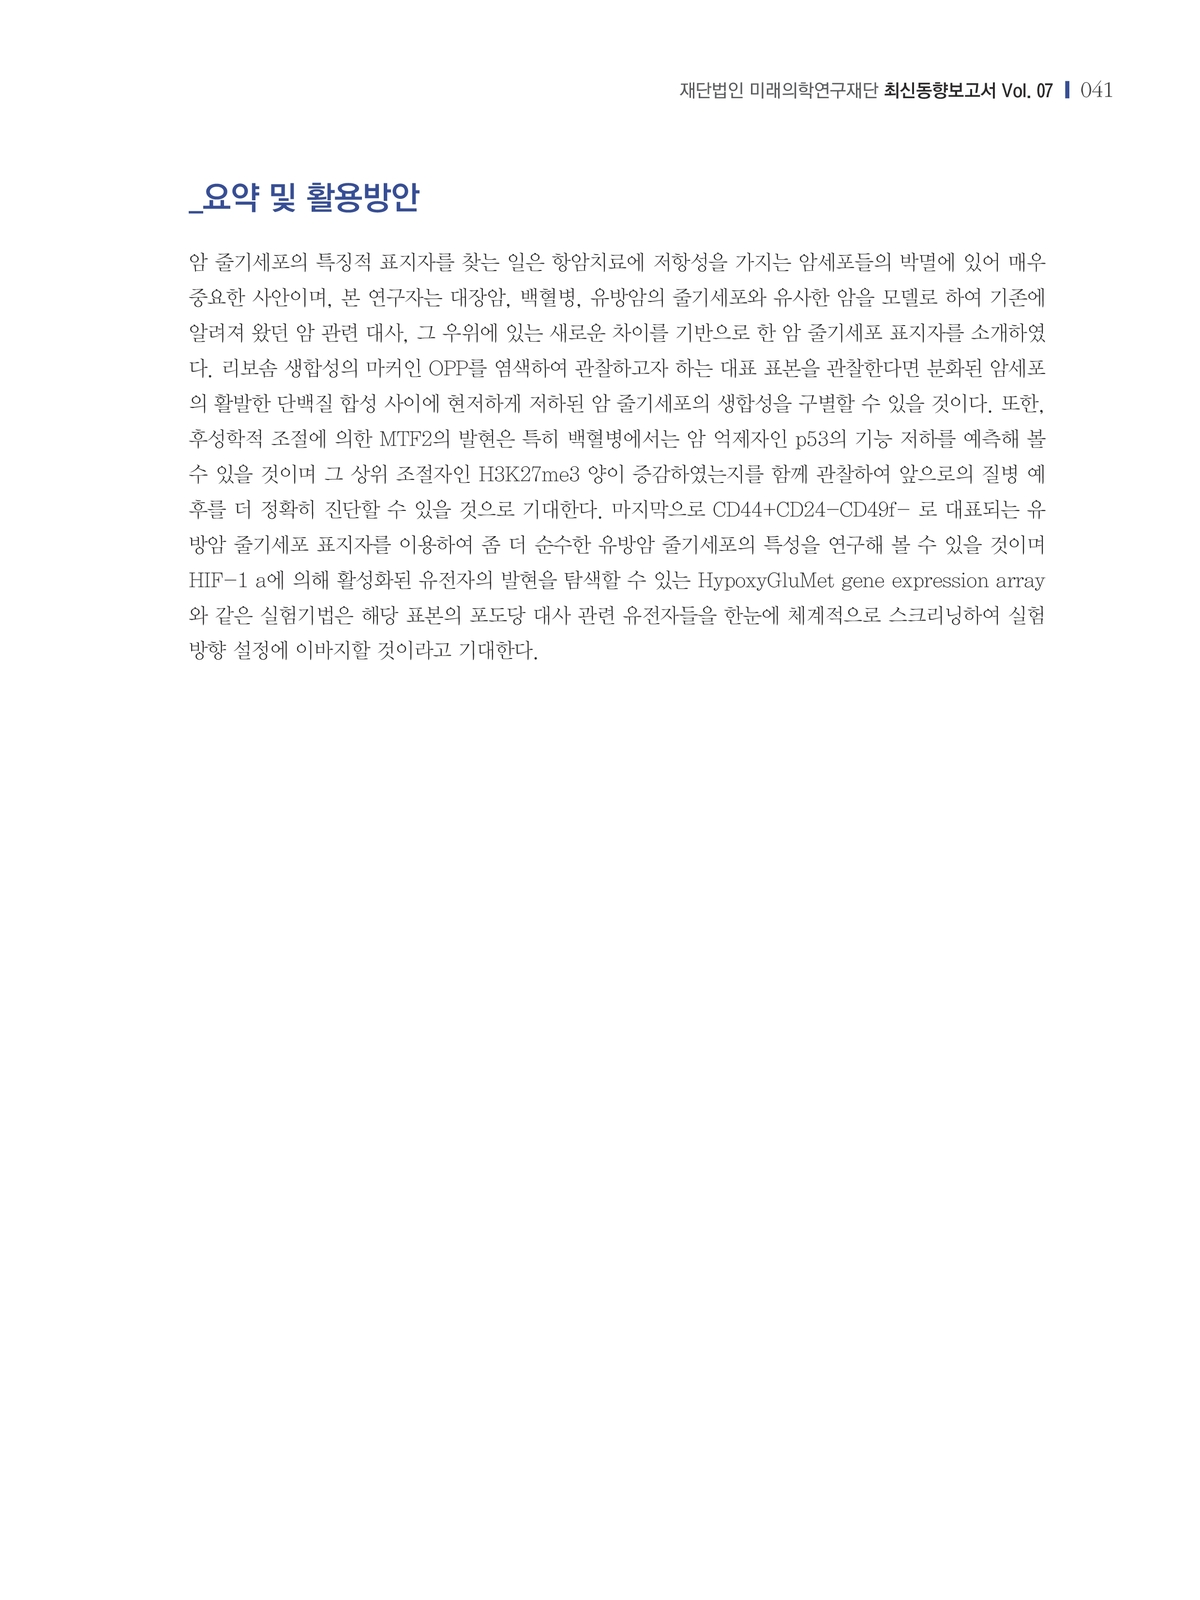 재단법인 미래의학연구재단 최신동향보고서 Vol. 07 041
_요약 및 활용방안
암 줄기세포의 특징적 표지자를 찾는 일은 항암치료에 저항성을 가지는 암세포들의 박멸에 있어 매우
중요한 사안이며, 본 연구자는 대장암, 백혈병, 유방암의 줄기세포와 유사한 암을 모델로 하여 기존에
알려져 왔던 암 관련 대사, 그 우위에 있는 새로운 차이를 기반으로 한 암 줄기세포 표지자를 소개하였
다. 리보솜 생합성의 마커인 OPP를 염색하여 관찰하고자 하는 대표 표본을 관찰한다면 분화된 암세포
의 활발한 단백질 합성 사이에 현저하게 저하된 암 줄기세포의 생합성을 구별할 수 있을 것이다. 또한,
후성학적 조절에 의한 MTF2의 발현은 특히 백혈병에서는 암 억제자인 p53의 기능 저하를 예측해 볼
수 있을 것이며 그 상위 조절자인 H3K27me3 양이 증감하였는지를 함께 관찰하여 앞으로의 질병 예
후를 더 정확히 진단할 수 있을 것으로 기대한다. 마지막으로 CD44+CD24-CD49f- 로 대표되는 유
방암 줄기세포 표지자를 이용하여 좀 더 순수한 유방암 줄기세포의 특성을 연구해 볼 수 있을 것이며
HIF-1 a에 의해 활성화된 유전자의 발현을 탐색할 수 있는 HypoxyGluMet gene expression array
와 같은 실험기법은 해당 표본의 포도당 대사 관련 유전자들을 한눈에 체계적으로 스크리닝하여 실험
방향 설정에 이바지할 것이라고 기대한다.